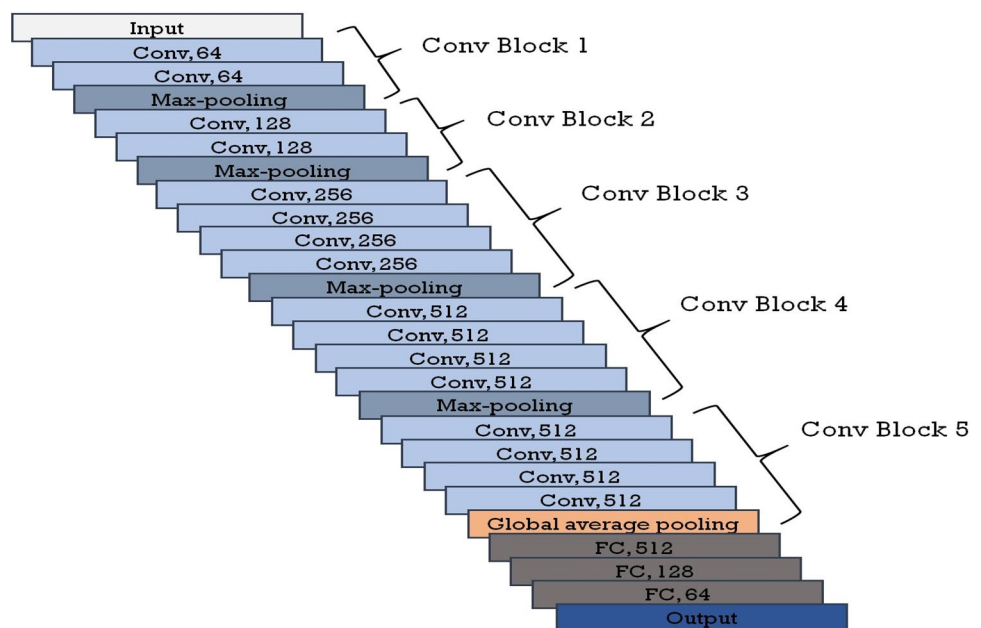 Input
Conv, 64
Conv, 64
Max-pooling
Conv, 128
Conv, 128
Max-pooling
Conv, 256
Conv, 256
Conv, 256
Conv, 256
Max-pooling
Conv, 512
Conv, 512
Conv, 512
Conv, 512
Max-pooling
Conv, 512
Conv, 512
Conv, 512
Conv, 512
Global average pooling
FC, 512
FC, 128
FC, 64
Output
Conv Block 1
Conv Block 2
Conv Block 3
Conv Block 4
Conv Block 5